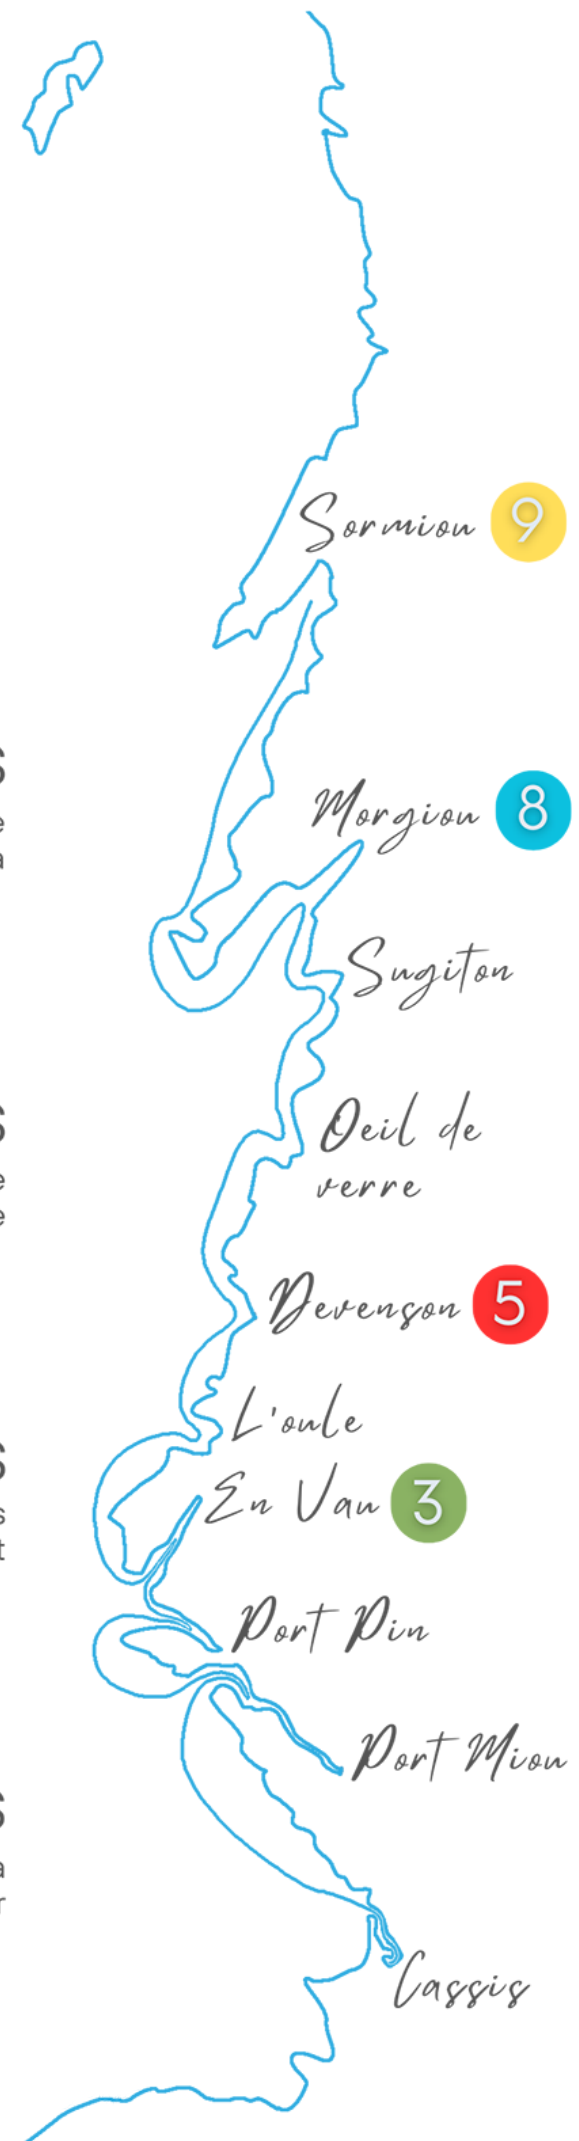 Sormiou 9
Morgiou 8
Sugiton
Oeil de
verre
Devenson 5
L'oule
En Vau 3
Port Pin
Port Miou
Cassis